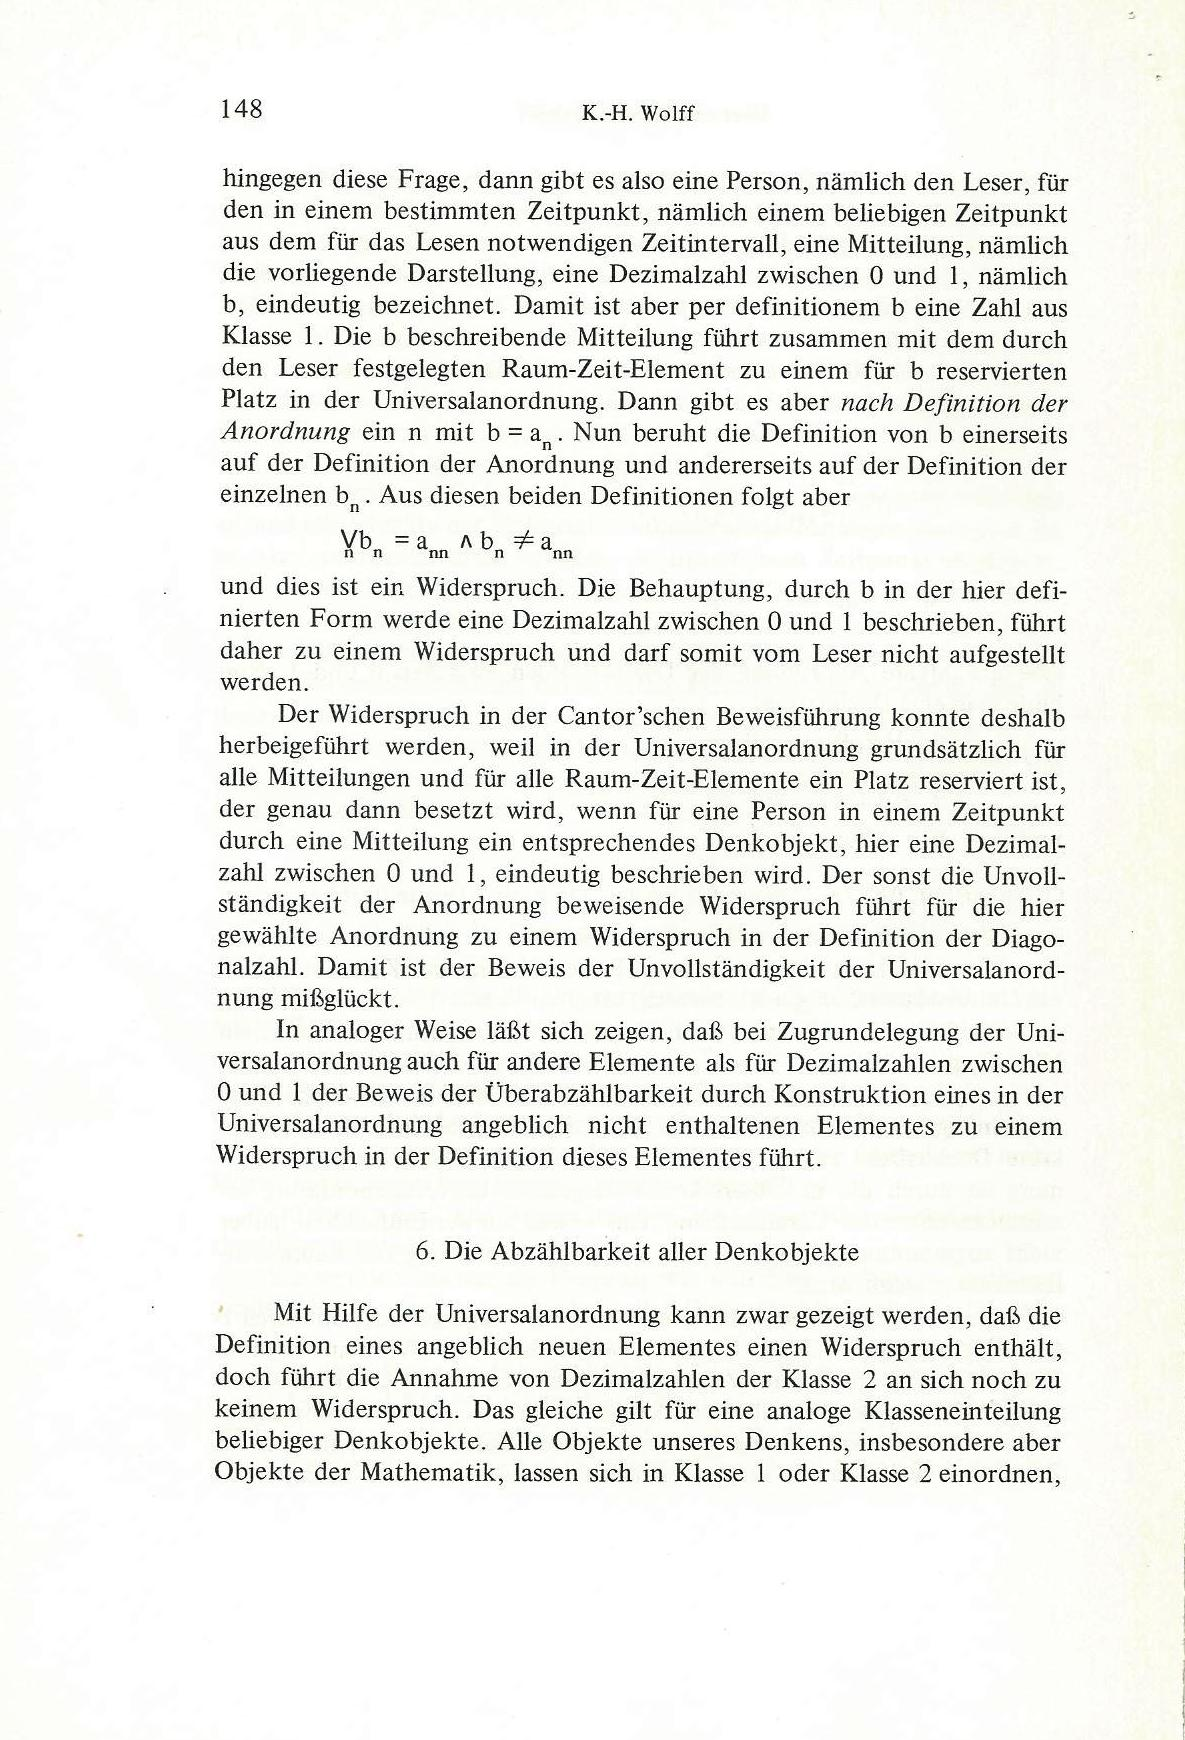 148
K.-H. Wolff
hingegen diese Frage, dann gibt es also eine Person, nämlich den Leser, für
den in einem bestimmten Zeitpunkt, nämlich einem beliebigen Zeitpunkt
aus dem für das Lesen notwendigen Zeitintervall, eine Mitteilung, nämlich
die vorliegende Darstellung, eine Dezimalzahl zwischen 0 und 1, nämlich
b, eindeutig bezeichnet. Damit ist aber per definitionem b eine Zahl aus
Klasse 1. Die b beschreibende Mitteilung führt zusammen mit dem durch
den Leser festgelegten Raum-Zeit-Element zu einem für b reservierten
Platz in der Universalanordnung. Dann gibt es aber nach Definition der
Anordnung ein n mit b = aₙ. Nun beruht die Definition von b einerseits
auf der Definition der Anordnung und andererseits auf der Definition der
einzelnen bₙ. Aus diesen beiden Definitionen folgt aber
⋁ₙ bₙ = aₙₙ ∧ bₙ ≠ aₙₙ
und dies ist ein Widerspruch. Die Behauptung, durch b in der hier defi-
nierten Form werde eine Dezimalzahl zwischen 0 und 1 beschrieben, führt
daher zu einem Widerspruch und darf somit vom Leser nicht aufgestellt
werden.
Der Widerspruch in der Cantor'schen Beweisführung konnte deshalb
herbeigeführt werden, weil in der Universalanordnung grundsätzlich für
alle Mitteilungen und für alle Raum-Zeit-Elemente ein Platz reserviert ist,
der genau dann besetzt wird, wenn für eine Person in einem Zeitpunkt
durch eine Mitteilung ein entsprechendes Denkobjekt, hier eine Dezimal-
zahl zwischen 0 und 1, eindeutig beschrieben wird. Der sonst die Unvoll-
ständigkeit der Anordnung beweisende Widerspruch führt für die hier
gewählte Anordnung zu einem Widerspruch in der Definition der Diago-
nalzahl. Damit ist der Beweis der Unvollständigkeit der Universalanord-
nung mißglückt.
In analoger Weise läßt sich zeigen, daß bei Zugrundelegung der Uni-
versalanordnung auch für andere Elemente als für Dezimalzahlen zwischen
0 und 1 der Beweis der Überabzählbarkeit durch Konstruktion eines in der
Universalanordnung angeblich nicht enthaltenen Elementes zu einem
Widerspruch in der Definition dieses Elementes führt.
6. Die Abzählbarkeit aller Denkobjekte
Mit Hilfe der Universalanordnung kann zwar gezeigt werden, daß die
Definition eines angeblich neuen Elementes einen Widerspruch enthält,
doch führt die Annahme von Dezimalzahlen der Klasse 2 an sich noch zu
keinem Widerspruch. Das gleiche gilt für eine analoge Klasseneinteilung
beliebiger Denkobjekte. Alle Objekte unseres Denkens, insbesondere aber
Objekte der Mathematik, lassen sich in Klasse 1 oder Klasse 2 einordnen,